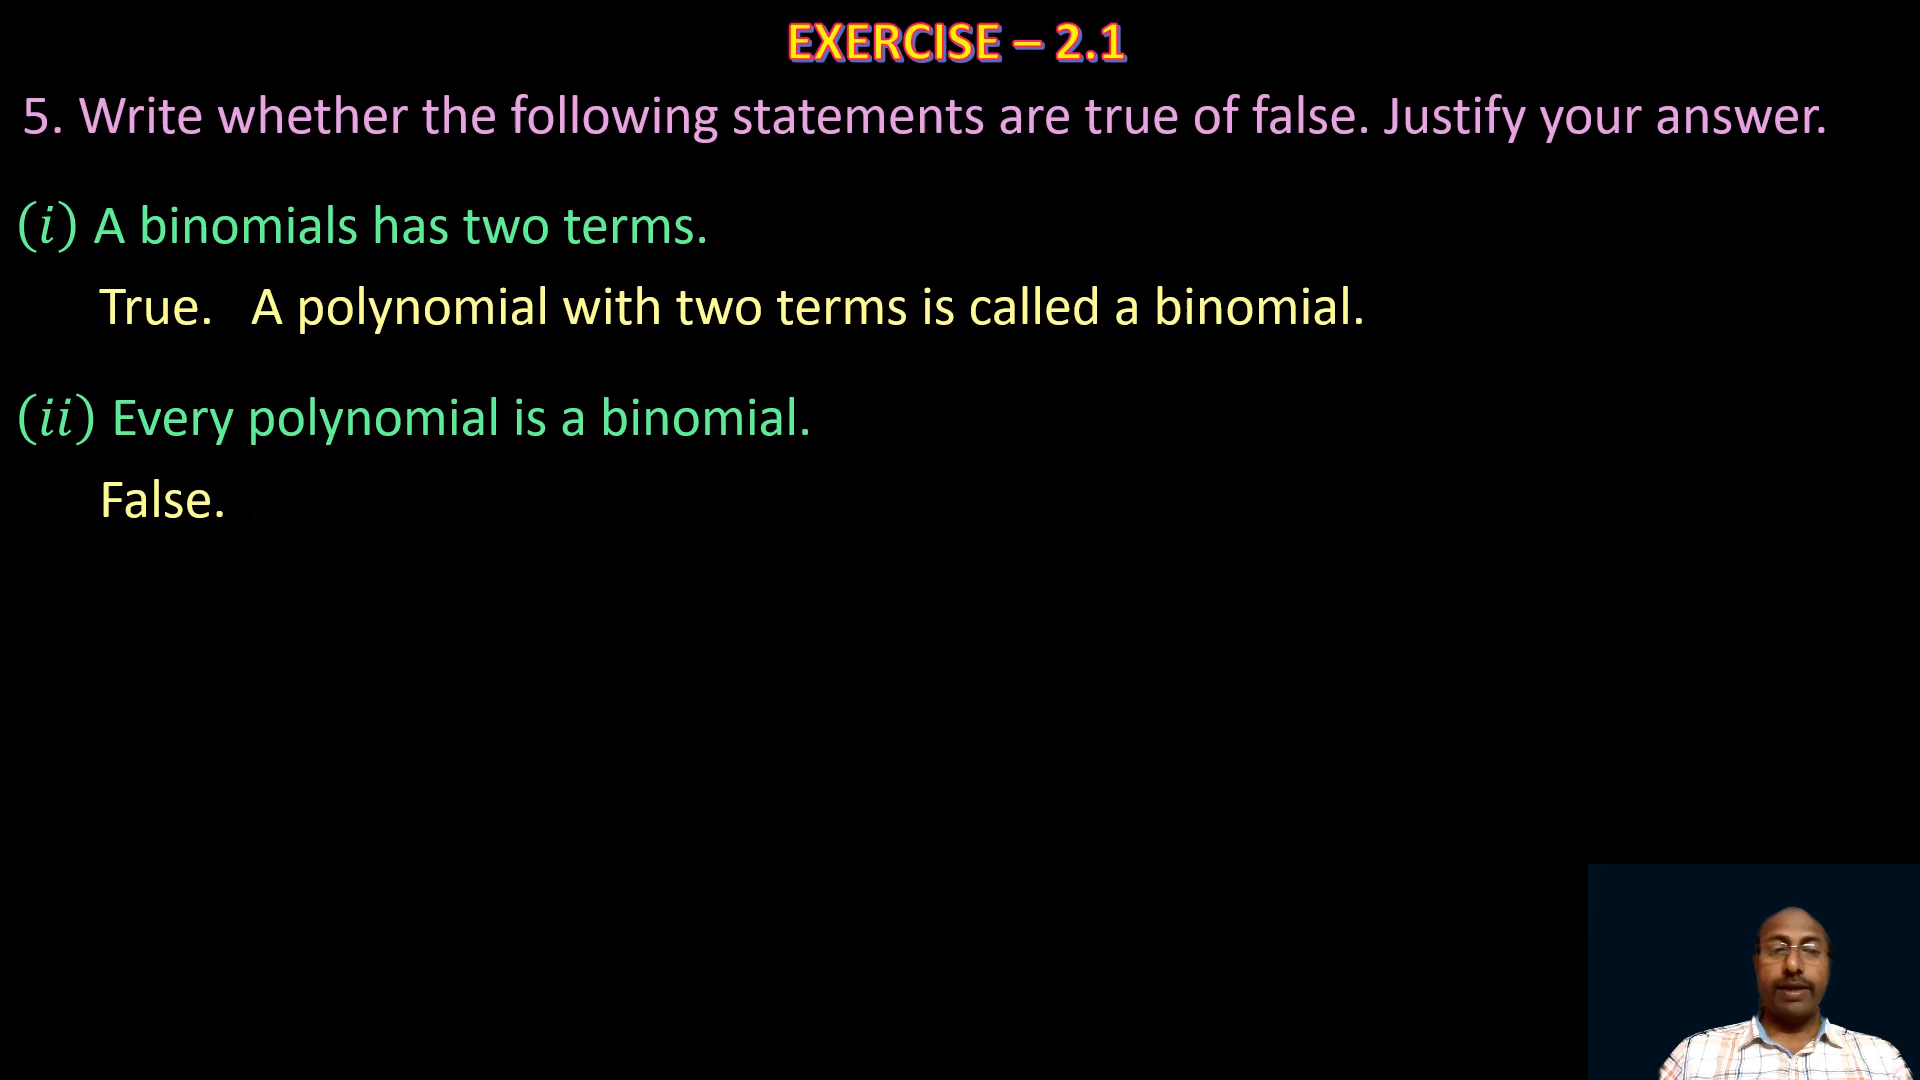 EXERCISE – 2.1
5. Write whether the following statements are true of false. Justify your answer.
(i) A binomials has two terms.
True. A polynomial with two terms is called a binomial.
(ii) Every polynomial is a binomial.
False.